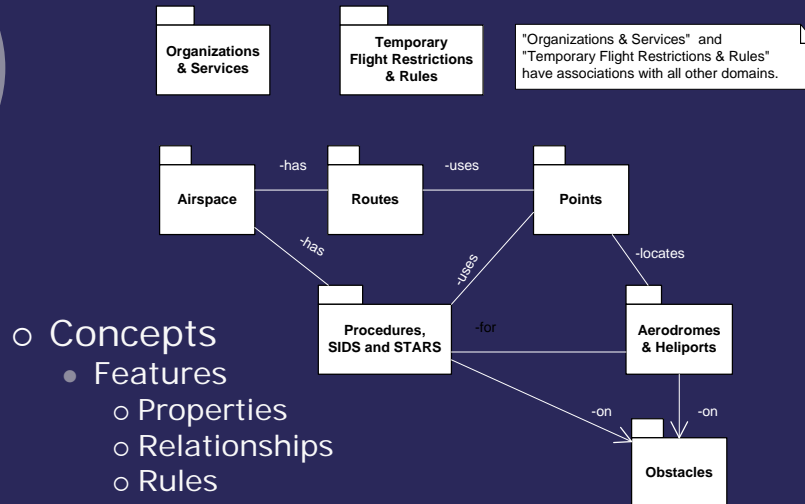 Organizations
& Services
Temporary
Flight Restrictions
& Rules
"Organizations & Services"  and
"Temporary Flight Restrictions & Rules"
have associations with all other domains.
-has
-uses
Airspace
Routes
Points
-has
-uses
-locates
Procedures,
SIDS and STARS
-for
Aerodromes
& Heliports
-on
-on
Obstacles
Concepts
Features
Properties
Relationships
Rules